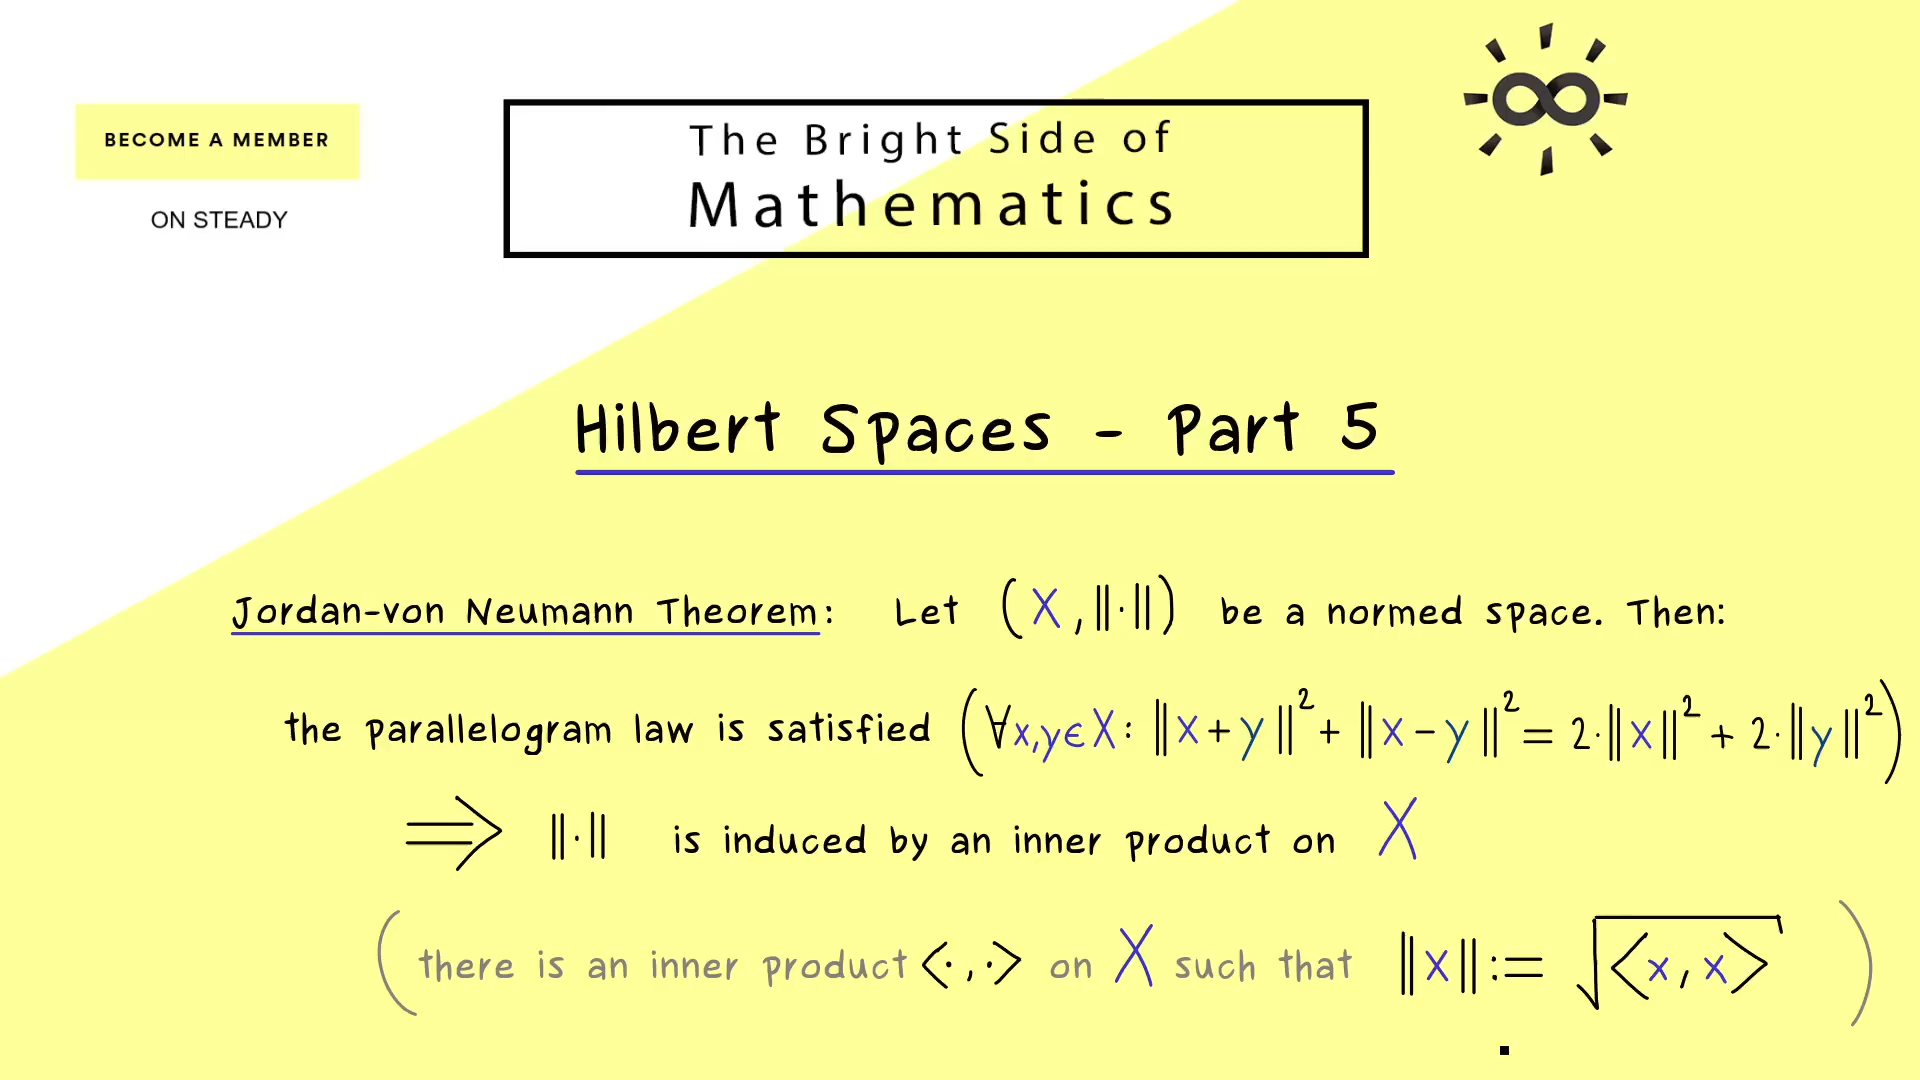 BECOME A MEMBER
ON STEADY
The Bright Side of
Mathematics
Hilbert Spaces - Part 5
Jordan-von Neumann Theorem: Let (X, ‖·‖) be a normed space. Then:
the parallelogram law is satisfied (∀x,y∈X: ‖x+y‖² + ‖x-y‖² = 2·‖x‖² + 2·‖y‖²)
⟹ ‖·‖ is induced by an inner product on X
(there is an inner product <·,·> on X such that ‖x‖ := √<x,x>)